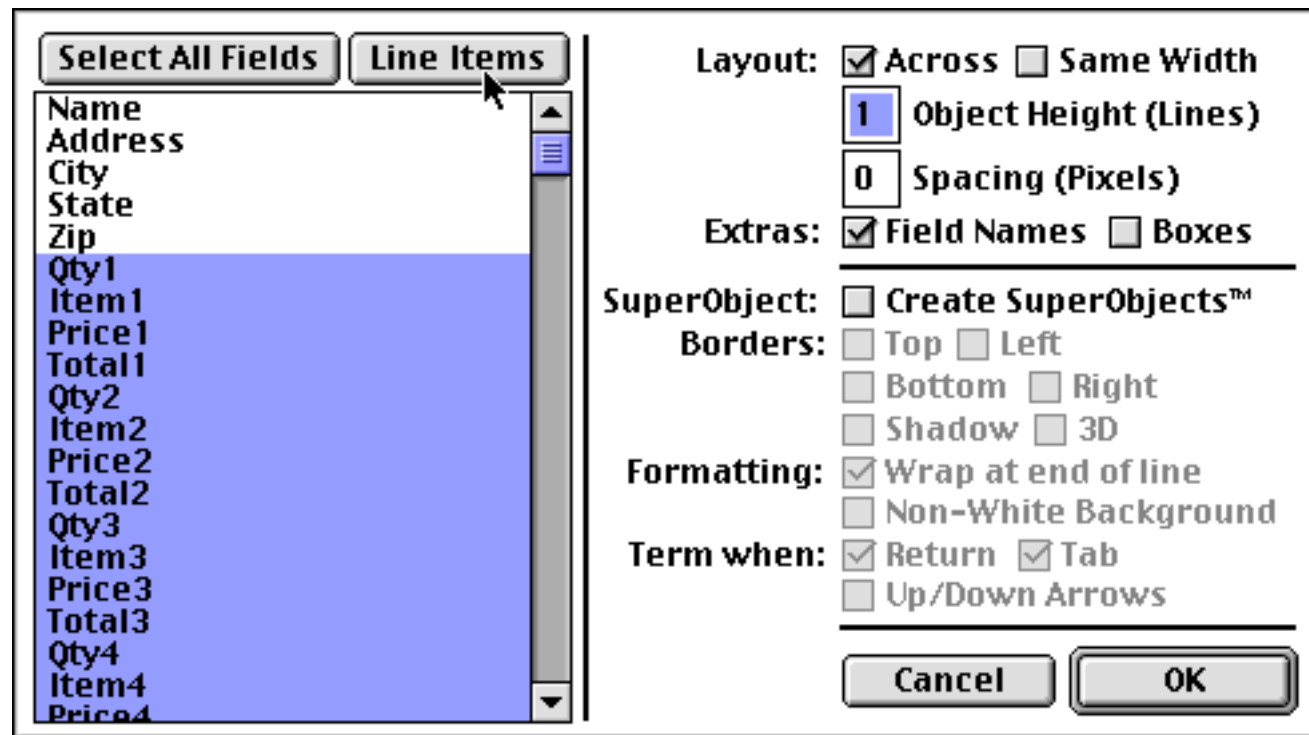 Select All Fields
Line Items
Name
Address
City
State
Zip
Qty1
Item1
Price1
Total1
Qty2
Item2
Price2
Total2
Qty3
Item3
Price3
Total3
Qty4
Item4
Price4
Layout: Across Same Width
1 Object Height (Lines)
0 Spacing (Pixels)
Extras: Field Names Boxes
SuperObject: Create SuperObjects™
Borders: Top Left
Bottom Right
Shadow 3D
Formatting: Wrap at end of line
Non-White Background
Term when: Return Tab
Up/Down Arrows
Cancel OK